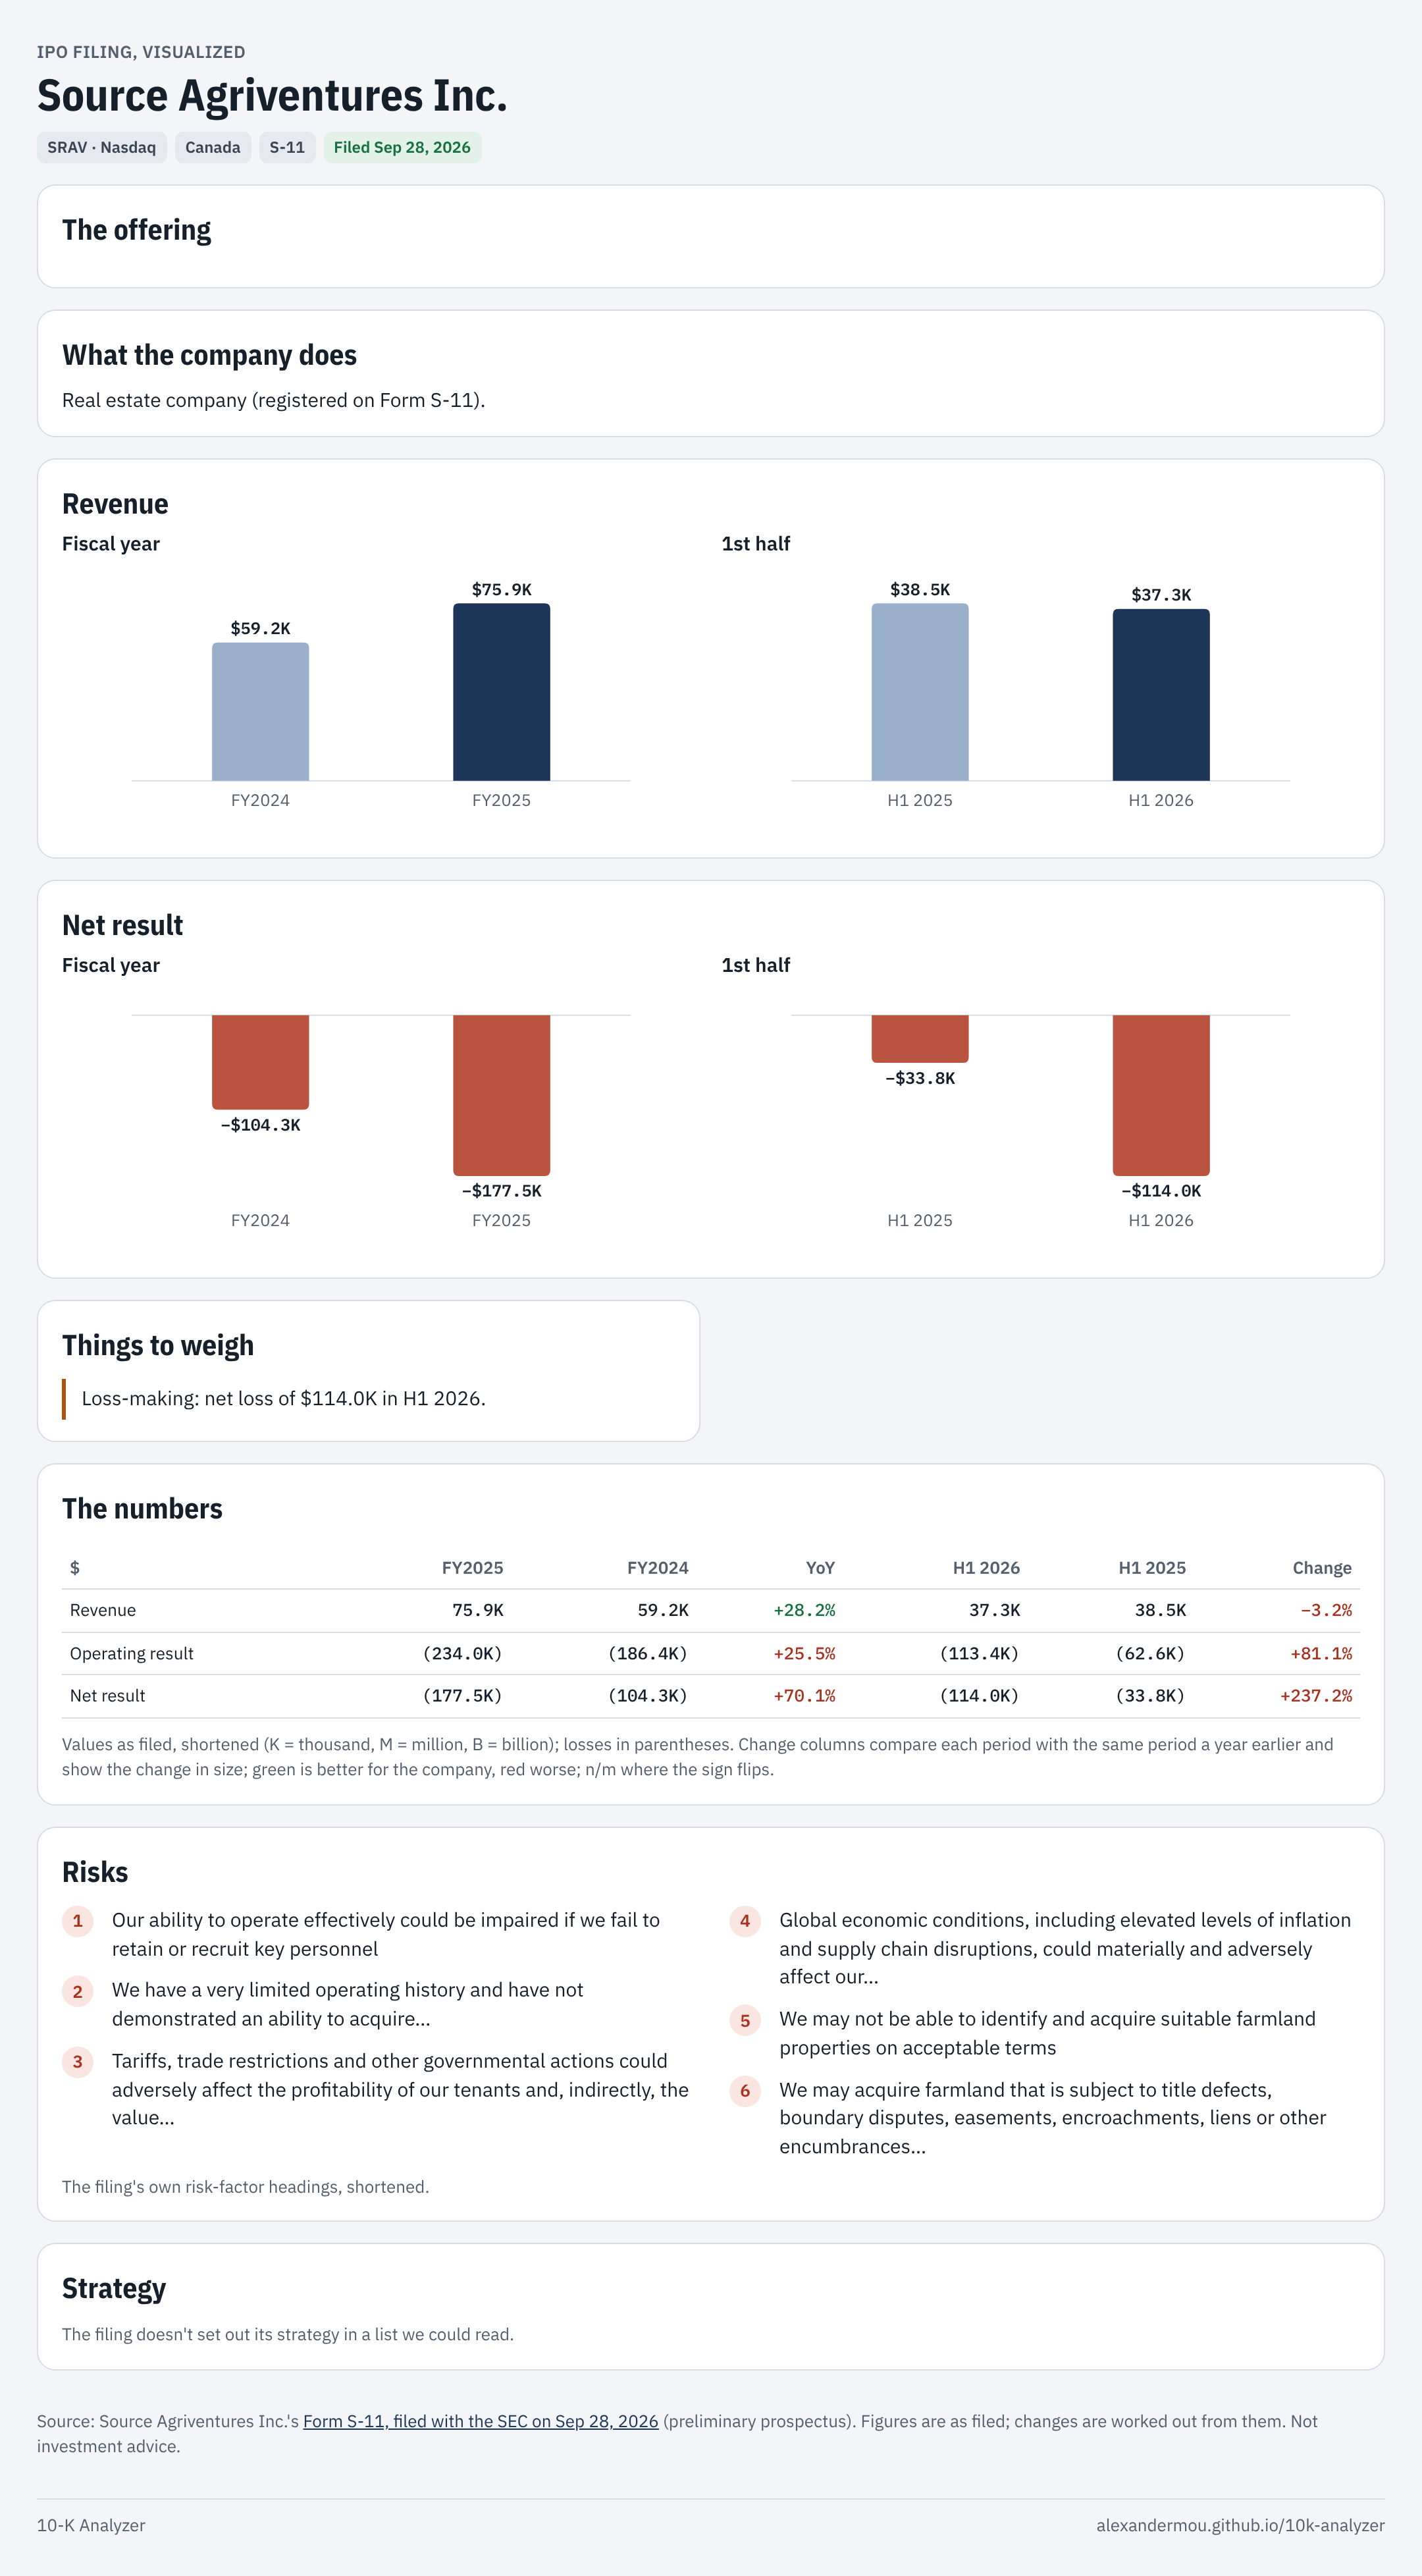 IPO FILING, VISUALIZED
Source Agriventures Inc.
SRAV · Nasdaq
Canada
S-11
Filed Sep 28, 2026
The offering
What the company does
Real estate company (registered on Form S-11).
Revenue
Fiscal year
$59.2K
$75.9K
FY2024
FY2025
1st half
$38.5K
$37.3K
H1 2025
H1 2026
Net result
Fiscal year
−$104.3K
−$177.5K
FY2024
FY2025
1st half
−$33.8K
−$114.0K
H1 2025
H1 2026
Things to weigh
Loss-making: net loss of $114.0K in H1 2026.
The numbers
$ FY2025 FY2024 YoY H1 2026 H1 2025 Change
Revenue 75.9K 59.2K +28.2% 37.3K 38.5K −3.2%
Operating result (234.0K) (186.4K) +25.5% (113.4K) (62.6K) +81.1%
Net result (177.5K) (104.3K) +70.1% (114.0K) (33.8K) +237.2%
Values as filed, shortened (K = thousand, M = million, B = billion); losses in parentheses. Change columns compare each period with the same period a year earlier and
show the change in size; green is better for the company, red worse; n/m where the sign flips.
Risks
1 Our ability to operate effectively could be impaired if we fail to
retain or recruit key personnel
2 We have a very limited operating history and have not
demonstrated an ability to acquire…
3 Tariffs, trade restrictions and other governmental actions could
adversely affect the profitability of our tenants and, indirectly, the
value…
4 Global economic conditions, including elevated levels of inflation
and supply chain disruptions, could materially and adversely
affect our…
5 We may not be able to identify and acquire suitable farmland
properties on acceptable terms
6 We may acquire farmland that is subject to title defects,
boundary disputes, easements, encroachments, liens or other
encumbrances…
The filing's own risk-factor headings, shortened.
Strategy
The filing doesn't set out its strategy in a list we could read.
Source: Source Agriventures Inc.'s Form S-11, filed with the SEC on Sep 28, 2026 (preliminary prospectus). Figures are as filed; changes are worked out from them. Not
investment advice.
10-K Analyzer
alexandermou.github.io/10k-analyzer